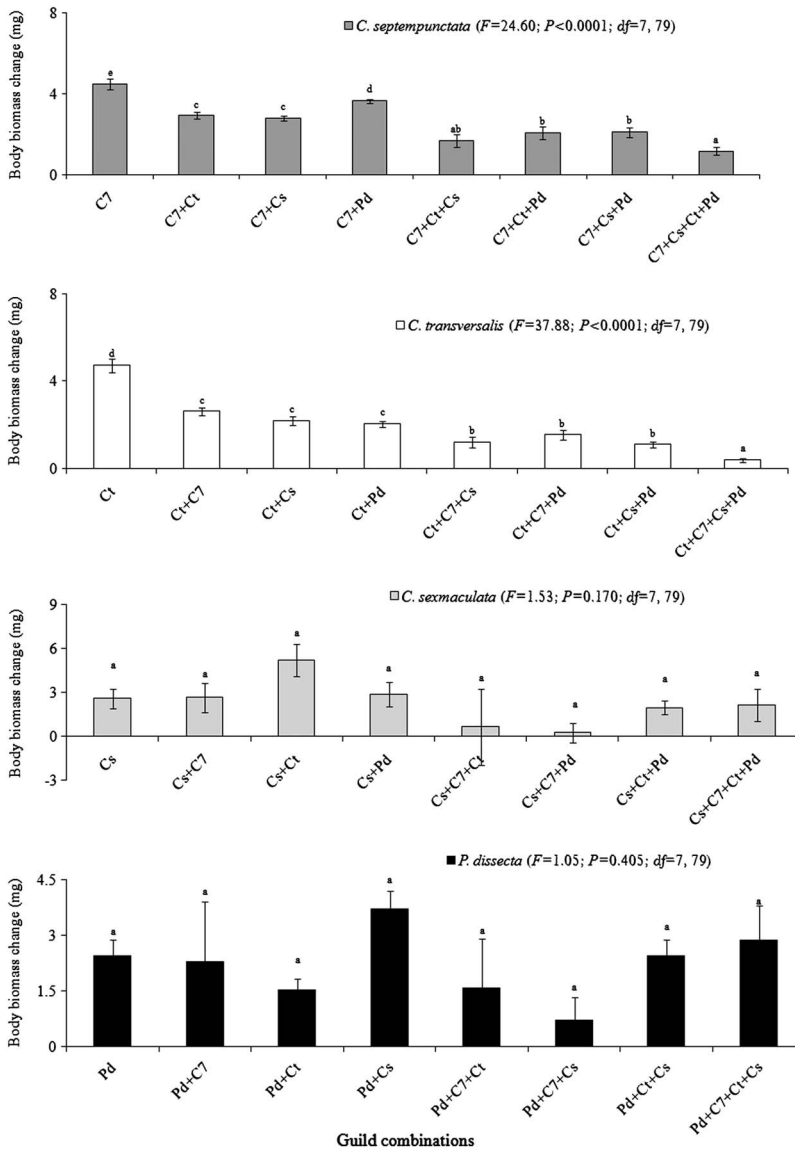 Body biomass change (mg)
C. septempunctata (F=24.60; P<0.0001; df=7, 79)
8
4
0
e
c
c
d
ab
b
b
a
C7
C7+Ct
C7+Cs
C7+Pd
C7+Ct+Cs
C7+Ct+Pd
C7+Cs+Pd
C7+Cs+Ct+Pd
Body biomass change (mg)
C. transversalis (F=37.88; P<0.0001; df=7, 79)
8
4
0
d
c
c
c
b
b
b
a
Ct
Ct+C7
Ct+Cs
Ct+Pd
Ct+C7+Cs
Ct+C7+Pd
Ct+Cs+Pd
Ct+C7+Cs+Pd
Body biomass change (mg)
C. sexmaculata (F=1.53; P=0.170; df=7, 79)
9
6
3
0
-3
a
a
a
a
a
a
a
a
Cs
Cs+C7
Cs+Ct
Cs+Pd
Cs+C7+Ct
Cs+C7+Pd
Cs+Ct+Pd
Cs+C7+Ct+Pd
Body biomass change (mg)
P. dissecta (F=1.05; P=0.405; df=7, 79)
4.5
3
1.5
0
a
a
a
a
a
a
a
a
Pd
Pd+C7
Pd+Ct
Pd+Cs
Pd+C7+Ct
Pd+C7+Cs
Pd+Ct+Cs
Pd+C7+Ct+Cs
Guild combinations